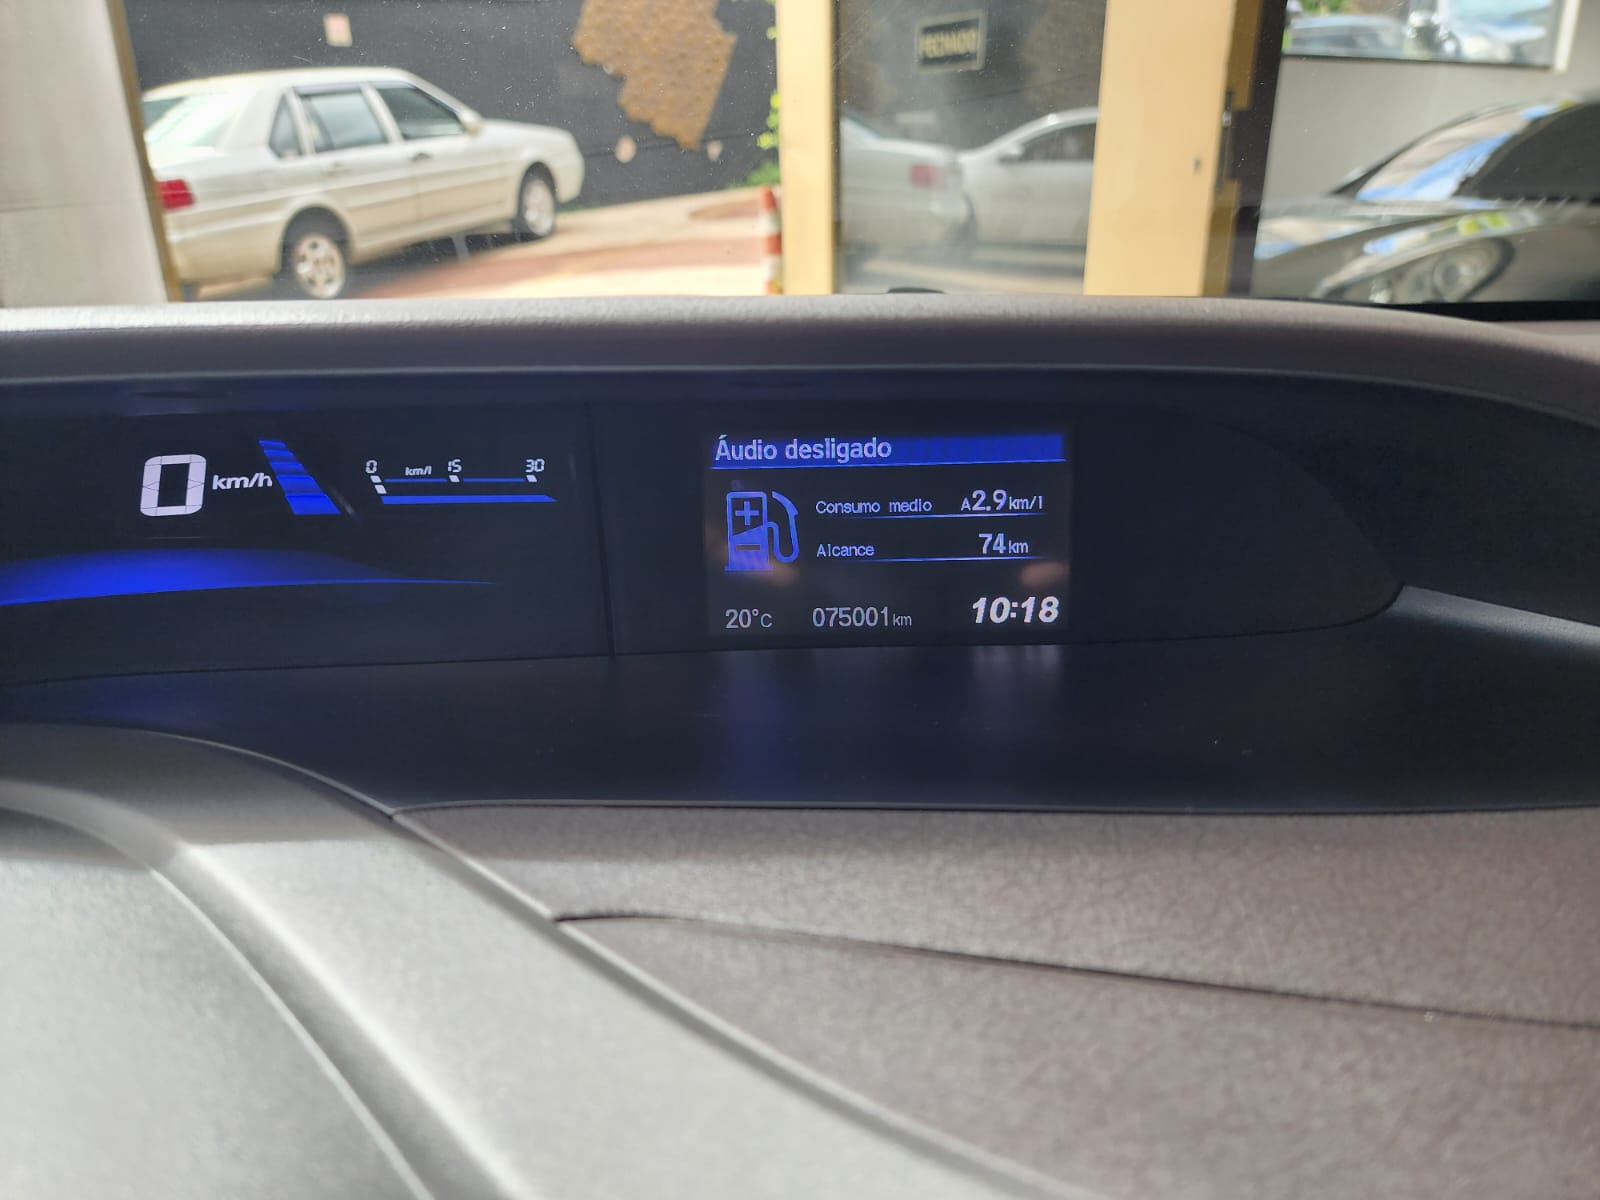 FECHADO
0 km/h
0 km/l 15 30
Áudio desligado
Consumo medio A2.9 km/l
Alcance 74 km
20°C 075001 km 10:18